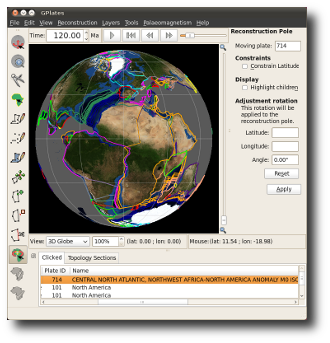 GPlates
File Edit View Reconstruction Layers Tools Palaeomagnetism Help
Time: 120.00 Ma
Reconstruction Pole
Moving plate: 714
Constraints
Constrain Latitude
Display
Highlight children
Adjustment rotation
This rotation will be
applied to the
reconstruction pole.
Latitude:
Longitude:
Angle: 0.00°
Reset
Apply
View: 3D Globe 100% (lat: 0.00 ; lon: 0.00) Mouse: (lat: 11.54 ; lon: -18.98)
Clicked Topology Sections
Plate ID Name
714 CENTRAL NORTH ATLANTIC, NORTHWEST AFRICA-NORTH AMERICA ANOMALY M0 ISO
101 North America
101 North America